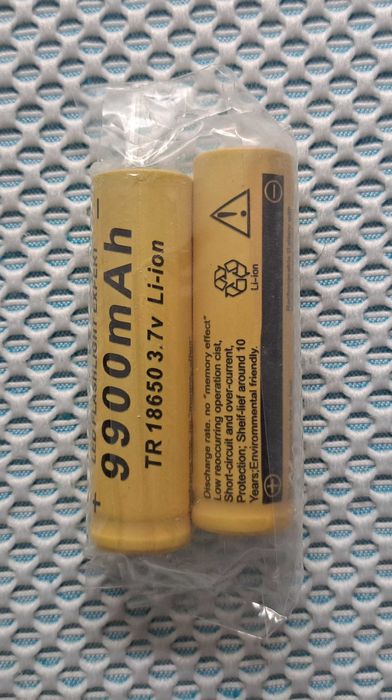 9900mAh
TR 18650 3.7v Li-ion
Li-ion
Discharge rate, no "memory effect"
Low reoccurring operation cist,
Short-circuit and over-current,
Protection; Shelf-lief around 10
Years;Environmental friendly.